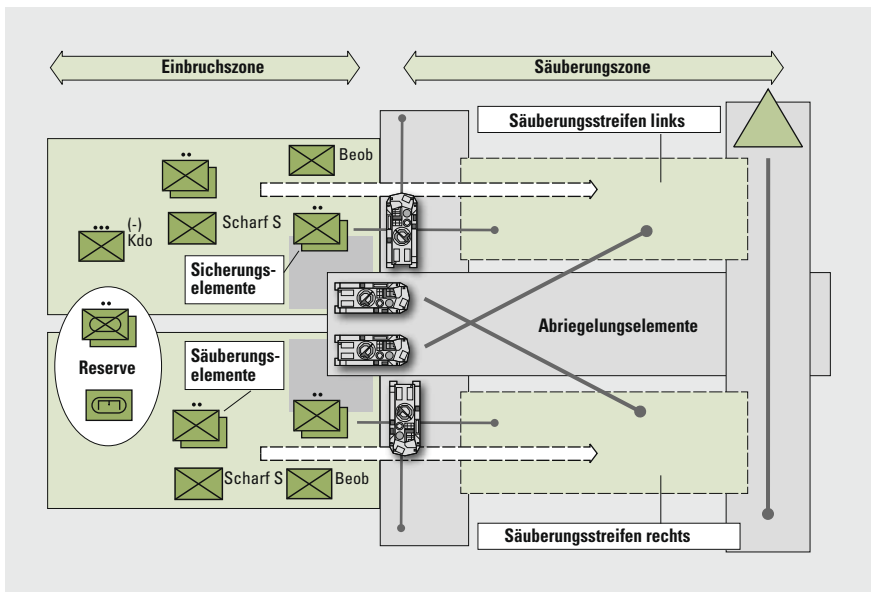 Einbruchszone
Säuberungszone
Säuberungsstreifen links
Beob
Scharf S
(-)
Kdo
Sicherungs-
elemente
Abriegelungselemente
Reserve
Säuberungs-
elemente
Scharf S
Beob
Säuberungsstreifen rechts